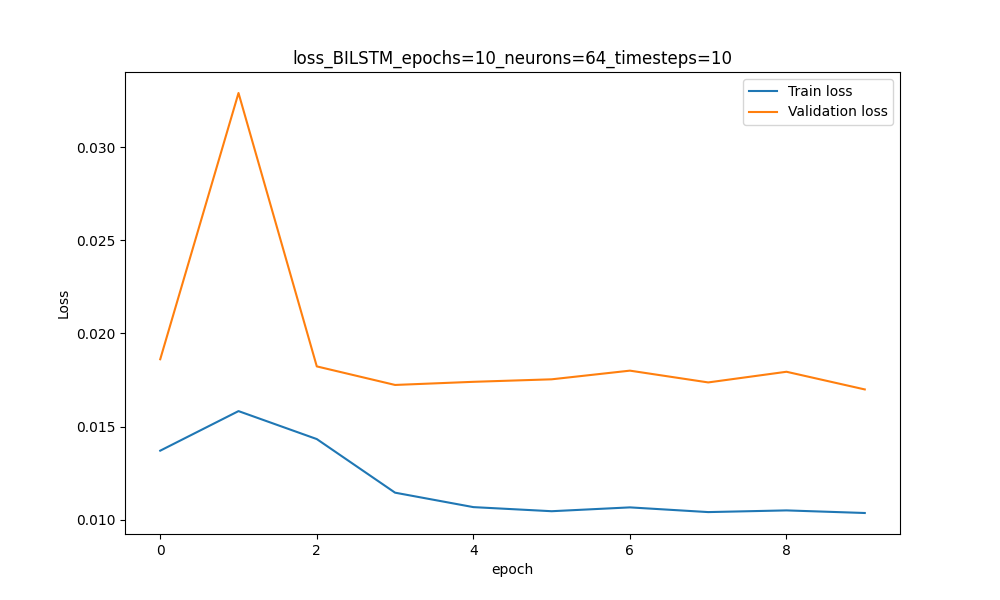 loss_BILSTM_epochs=10_neurons=64_timesteps=10
Train loss
Validation loss
0.030
0.025
0.020
0.015
0.010
Loss
0 2 4 6 8
epoch